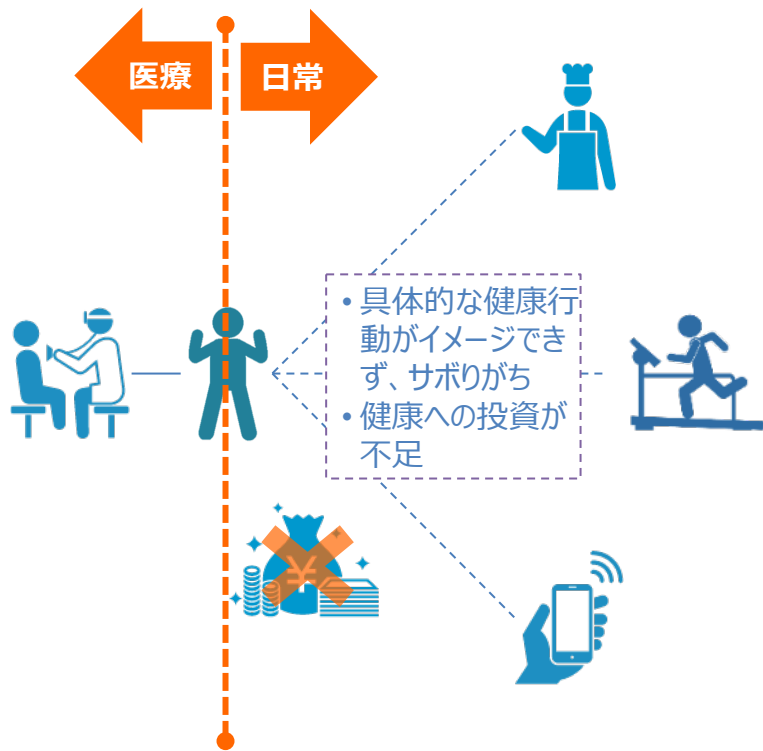 医療
日常
• 具体的な健康行
動がイメージでき
ず、サボりがち
• 健康への投資が
不足
¥